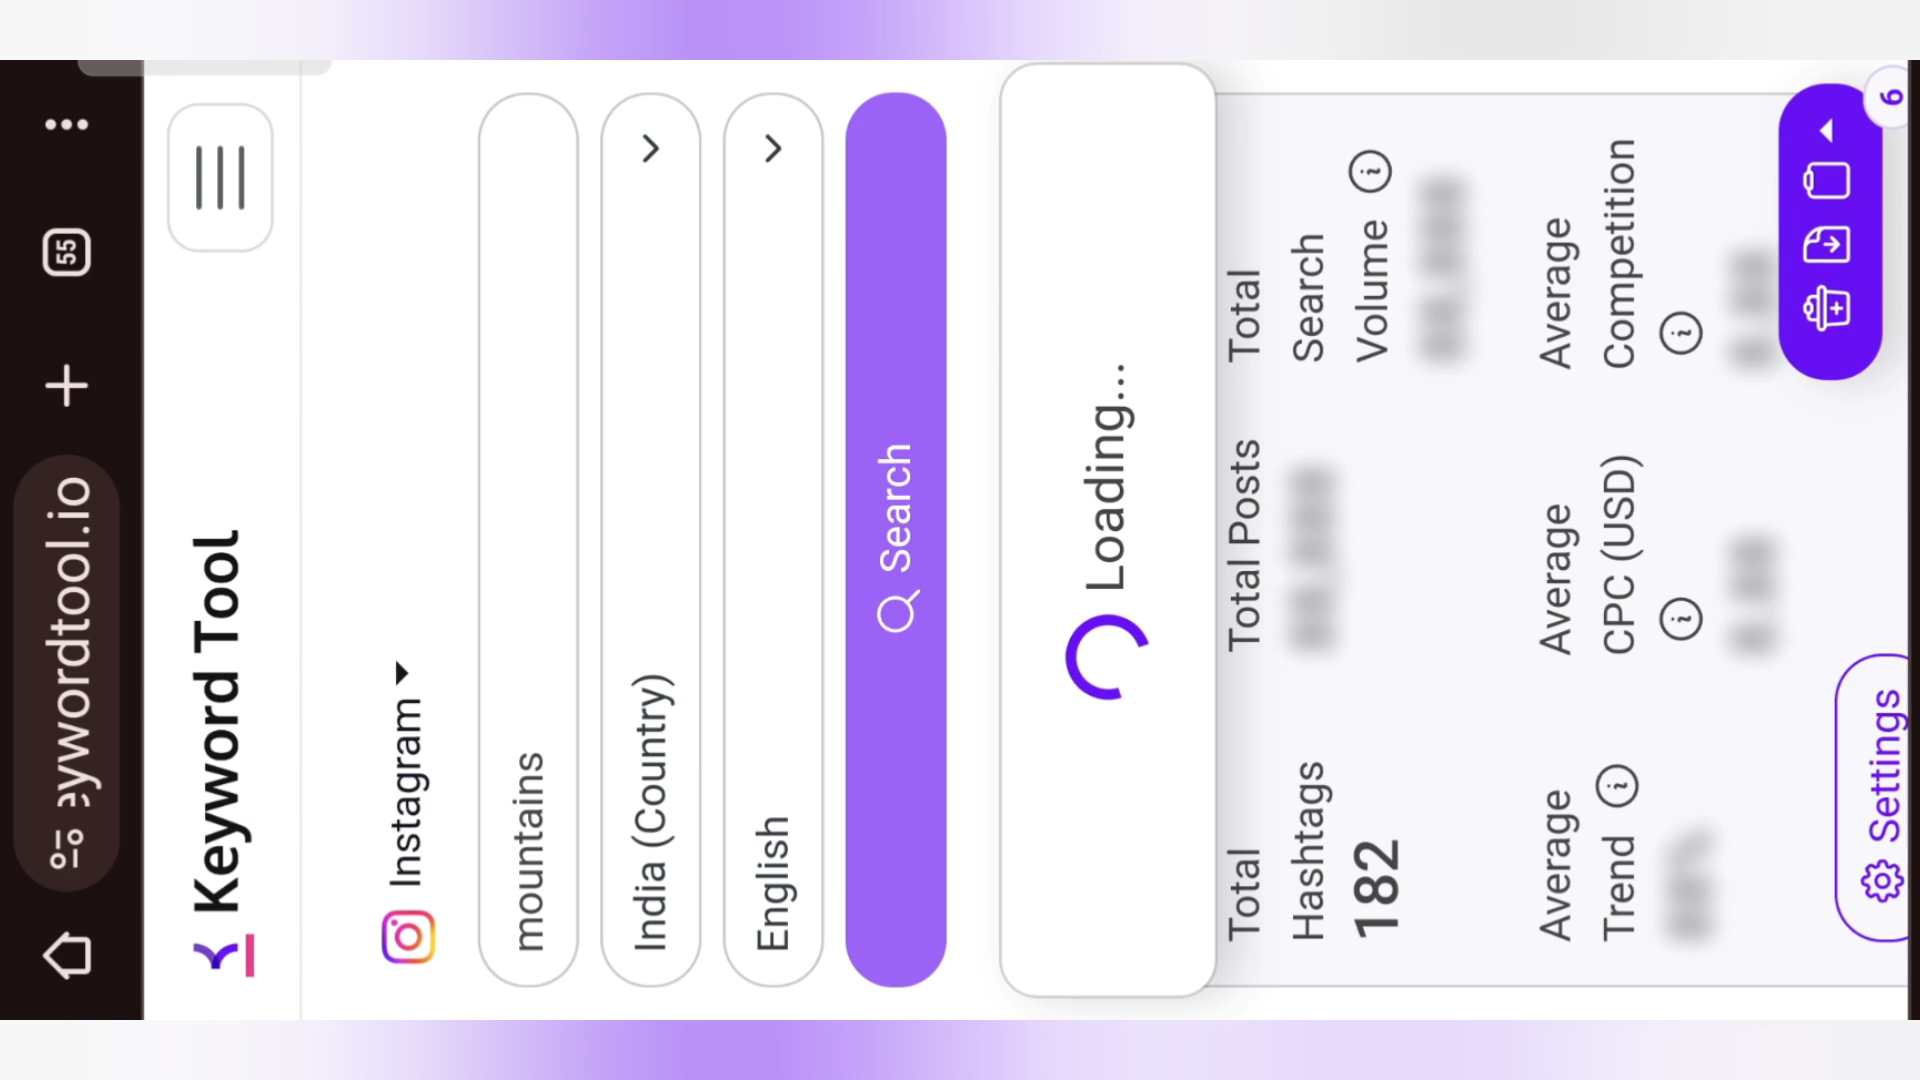 55
eywordtool.io
Keyword Tool
Instagram
mountains
India (Country)
English
Search
Loading...
Total Hashtags
182
Total Posts
Total Search Volume
Average Trend
Average CPC (USD)
Average Competition
Settings
6